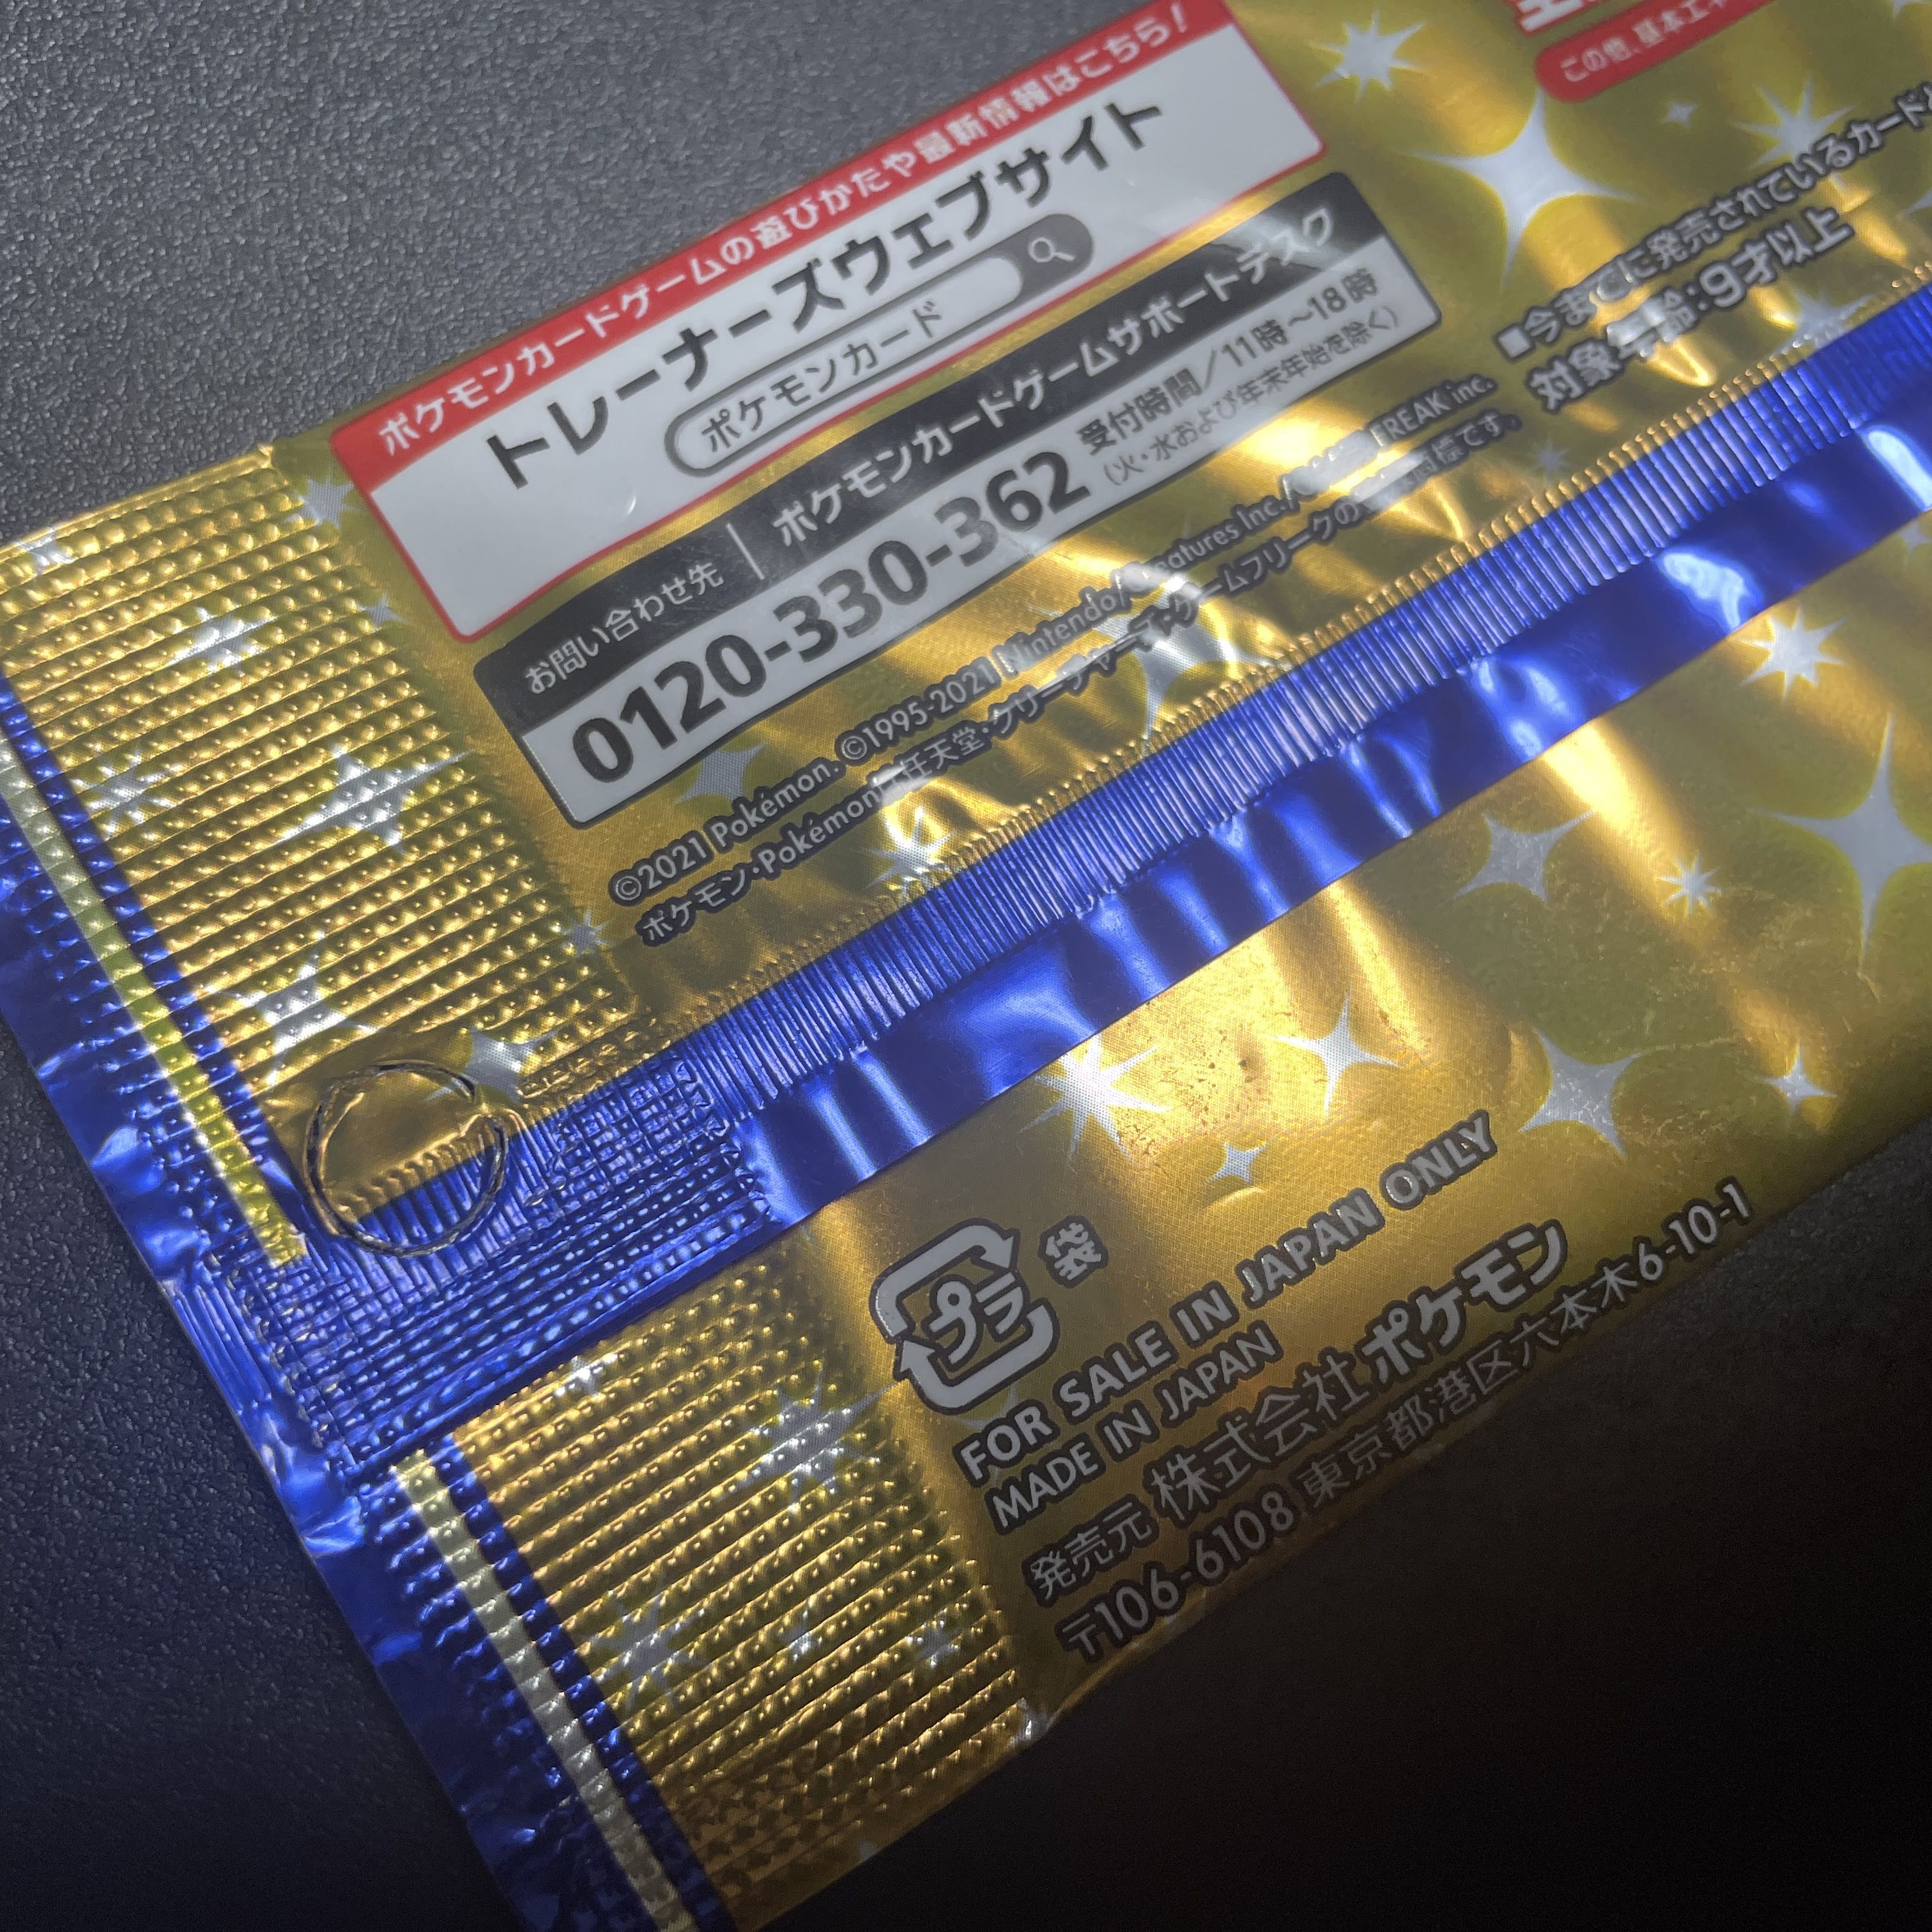 ポケモンカードゲームの遊びかたや最新情報はこちら!
トレーナーズウェブサイト
ポケモンカード
お問い合わせ先 | ポケモンカードゲームサポートデスク
0120-330-362 受付時間/11時~18時
(火・水および年末年始を除く)
©2021 Pokémon. ©1995-2021 Nintendo/Creatures Inc./GAME FREAK inc.
ポケモン・Pokémonは任天堂・クリーチャーズ・ゲームフリークの商標です。
この他、基本エネ
■今までに発売されているカード
対象年齢:9才以上
プラ
袋
FOR SALE IN JAPAN ONLY
MADE IN JAPAN
発売元 株式会社ポケモン
〒106-6108 東京都港区六本木6-10-1